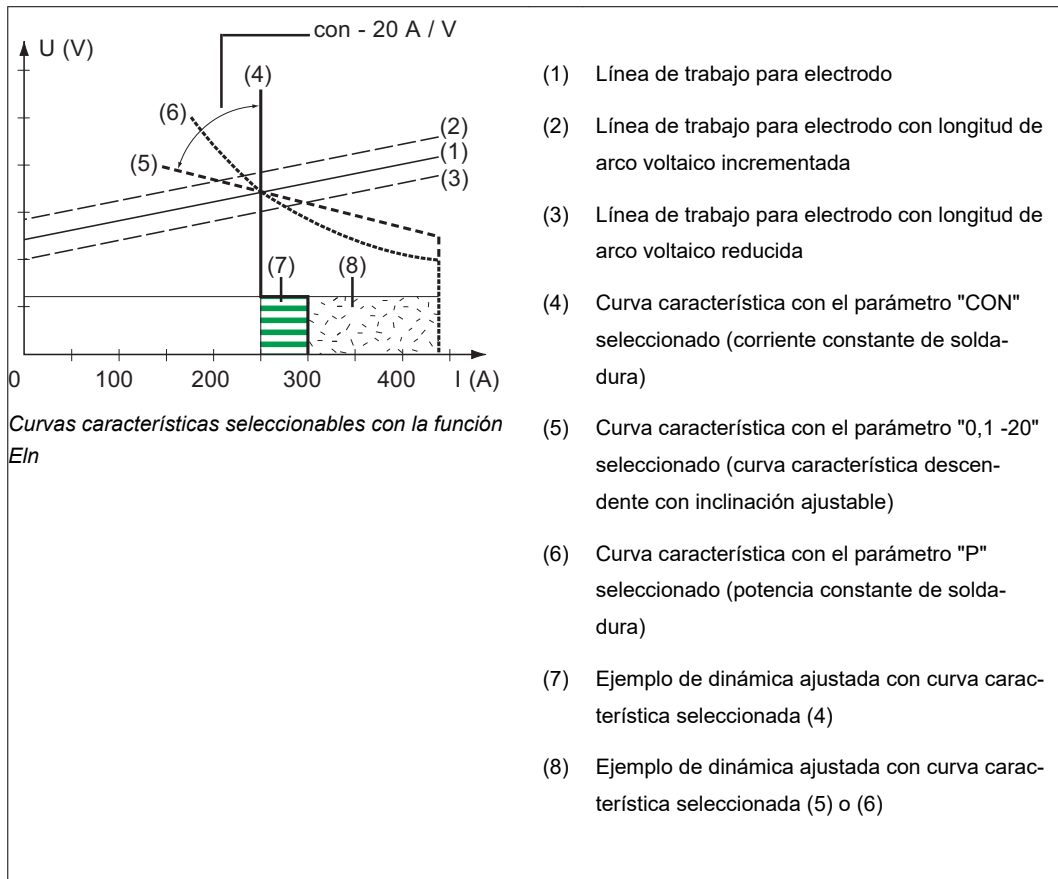 con - 20 A / V
U (V)
(4)
(6)
(5)
(2)
(1)
(3)
(7)
(8)
0
100
200
300
400
I (A)
Curvas características seleccionables con la función
Eln
(1) Línea de trabajo para electrodo
(2) Línea de trabajo para electrodo con longitud de
arco voltaico incrementada
(3) Línea de trabajo para electrodo con longitud de
arco voltaico reducida
(4) Curva característica con el parámetro "CON"
seleccionado (corriente constante de solda-
dura)
(5) Curva característica con el parámetro "0,1 -20"
seleccionado (curva característica descen-
dente con inclinación ajustable)
(6) Curva característica con el parámetro "P"
seleccionado (potencia constante de solda-
dura)
(7) Ejemplo de dinámica ajustada con curva carac-
terística seleccionada (4)
(8) Ejemplo de dinámica ajustada con curva carac-
terística seleccionada (5) o (6)